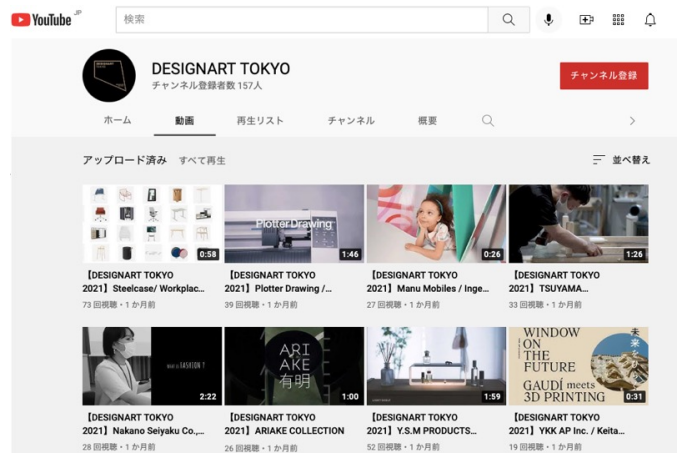 YouTube JP
検索
DESIGNART TOKYO
チャンネル登録者数 157人
チャンネル登録
ホーム 動画 再生リスト チャンネル 概要
アップロード済み すべて再生 並べ替え
0:58
Plotter Drawing
1:46
0:26
1:26
【DESIGNART TOKYO
2021】Steelcase/ Workplac...
73 回視聴・1 か月前
【DESIGNART TOKYO
2021】Plotter Drawing /...
39 回視聴・1 か月前
【DESIGNART TOKYO
2021】Manu Mobiles / Inge...
27 回視聴・1 か月前
【DESIGNART TOKYO
2021】TSUYAMA...
33 回視聴・1 か月前
WHAT IS FASHION ?
2:22
ARI
AKE
有明
1:00
1:59
WINDOW
ON
THE
FUTURE
GAUDÍ meets
3D PRINTING
未来をひらく窓
0:31
【DESIGNART TOKYO
2021】Nakano Seiyaku Co.,...
28 回視聴・1 か月前
【DESIGNART TOKYO
2021】ARIAKE COLLECTION
26 回視聴・1 か月前
【DESIGNART TOKYO
2021】Y.S.M PRODUCTS...
52 回視聴・1 か月前
【DESIGNART TOKYO
2021】YKK AP Inc. / Keita...
19 回視聴・1 か月前